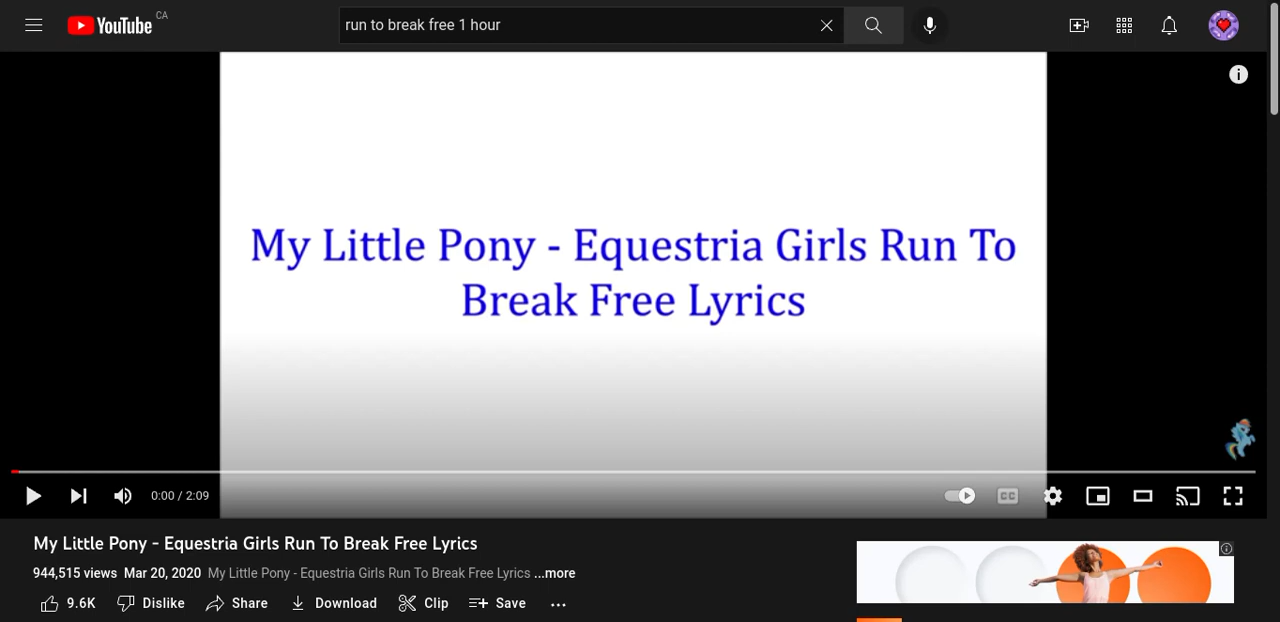 YouTube CA
run to break free 1 hour
My Little Pony - Equestria Girls Run To
Break Free Lyrics
0:00 / 2:09
CC
My Little Pony - Equestria Girls Run To Break Free Lyrics
944,515 views Mar 20, 2020 My Little Pony - Equestria Girls Run To Break Free Lyrics ...more
9.6K Dislike Share Download Clip Save ...